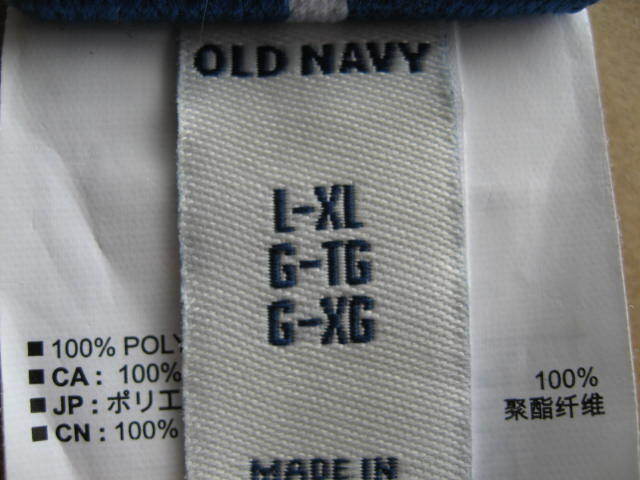 OLD NAVY
L-XL
G-TG
G-XG
100% POLY
CA: 100%
JP: ポリエ
CN: 100%
100%
聚酯纤维
MADE IN